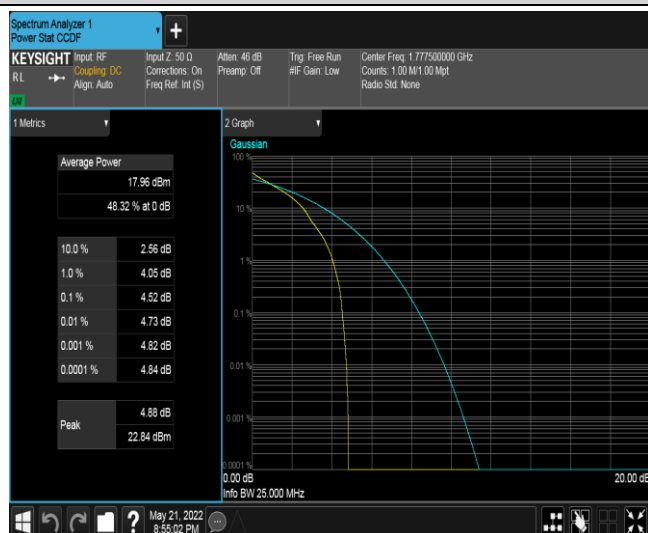 Spectrum Analyzer 1
Power Stat CCDF
KEYSIGHT
RL
Input: RF
Coupling: DC
Align: Auto
Input Z: 50 Ω
Corrections: On
Freq Ref: Int (S)
Atten: 46 dB
Preamp: Off
Trig: Free Run
#IF Gain: Low
Center Freq: 1.777500000 GHz
Counts: 1.00 M/1.00 Mpt
Radio Std: None
1 Metrics
Average Power
17.96 dBm
48.32 % at 0 dB
10.0 % 2.56 dB
1.0 % 4.05 dB
0.1 % 4.52 dB
0.01 % 4.73 dB
0.001 % 4.82 dB
0.0001 % 4.84 dB
Peak
4.88 dB
22.84 dBm
2 Graph
Gaussian
100 %
10 %
1 %
0.1 %
0.01 %
0.001 %
0.0001 %
0.00 dB 20.00 dB
Info BW 25.000 MHz
?
May 21, 2022
8:55:02 PM